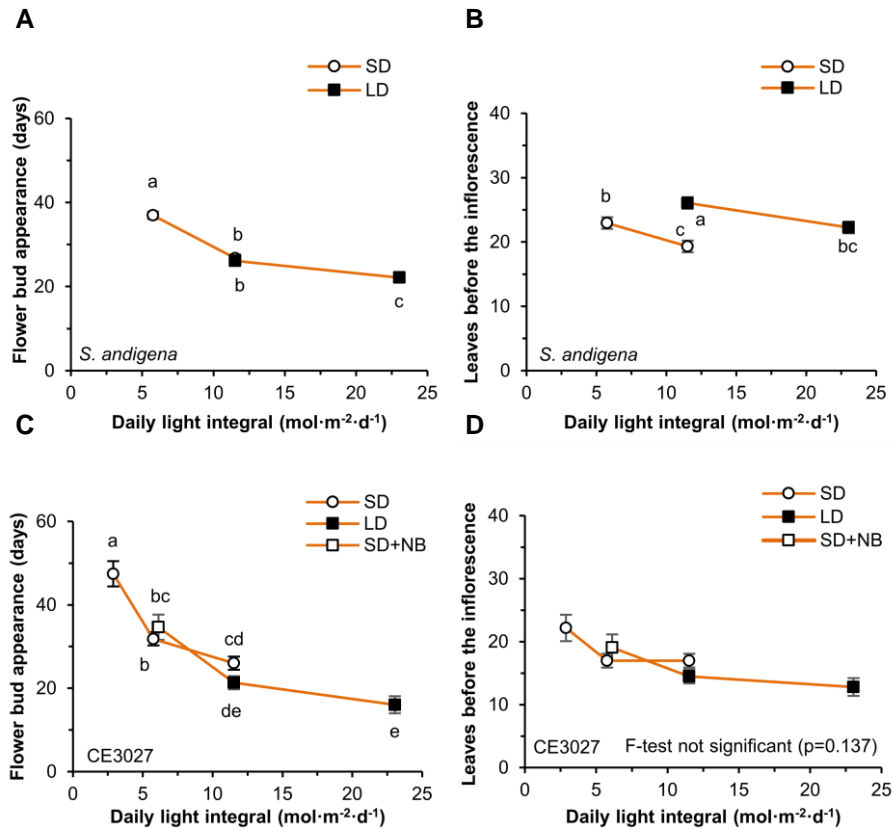 A
SD
LD
Flower bud appearance (days)
60
40
20
0
a
b
b
c
S. andigena
0 5 10 15 20 25
Daily light integral (mol·m⁻²·d⁻¹)
B
SD
LD
Leaves before the inflorescence
40
30
20
10
0
b
c
a
bc
S. andigena
0 5 10 15 20 25
Daily light integral (mol·m⁻²·d⁻¹)
C
SD
LD
SD+NB
Flower bud appearance (days)
60
40
20
0
a
bc
b
cd
de
e
CE3027
0 5 10 15 20 25
Daily light integral (mol·m⁻²·d⁻¹)
D
SD
LD
SD+NB
Leaves before the inflorescence
40
30
20
10
0
CE3027 F-test not significant (p=0.137)
0 5 10 15 20 25
Daily light integral (mol·m⁻²·d⁻¹)